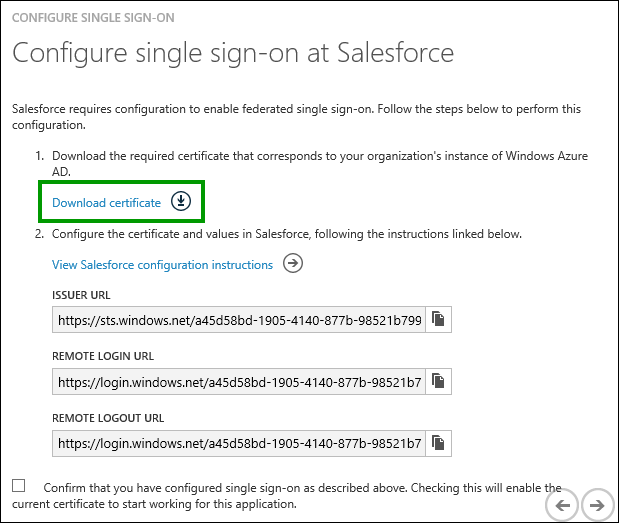 CONFIGURE SINGLE SIGN-ON
Configure single sign-on at Salesforce
Salesforce requires configuration to enable federated single sign-on. Follow the steps below to perform this
configuration.
1. Download the required certificate that corresponds to your organization's instance of Windows Azure
AD.
Download certificate
2. Configure the certificate and values in Salesforce, following the instructions linked below.
View Salesforce configuration instructions
ISSUER URL
https://sts.windows.net/a45d58bd-1905-4140-877b-98521b799
REMOTE LOGIN URL
https://login.windows.net/a45d58bd-1905-4140-877b-98521b7
REMOTE LOGOUT URL
https://login.windows.net/a45d58bd-1905-4140-877b-98521b7
Confirm that you have configured single sign-on as described above. Checking this will enable the
current certificate to start working for this application.